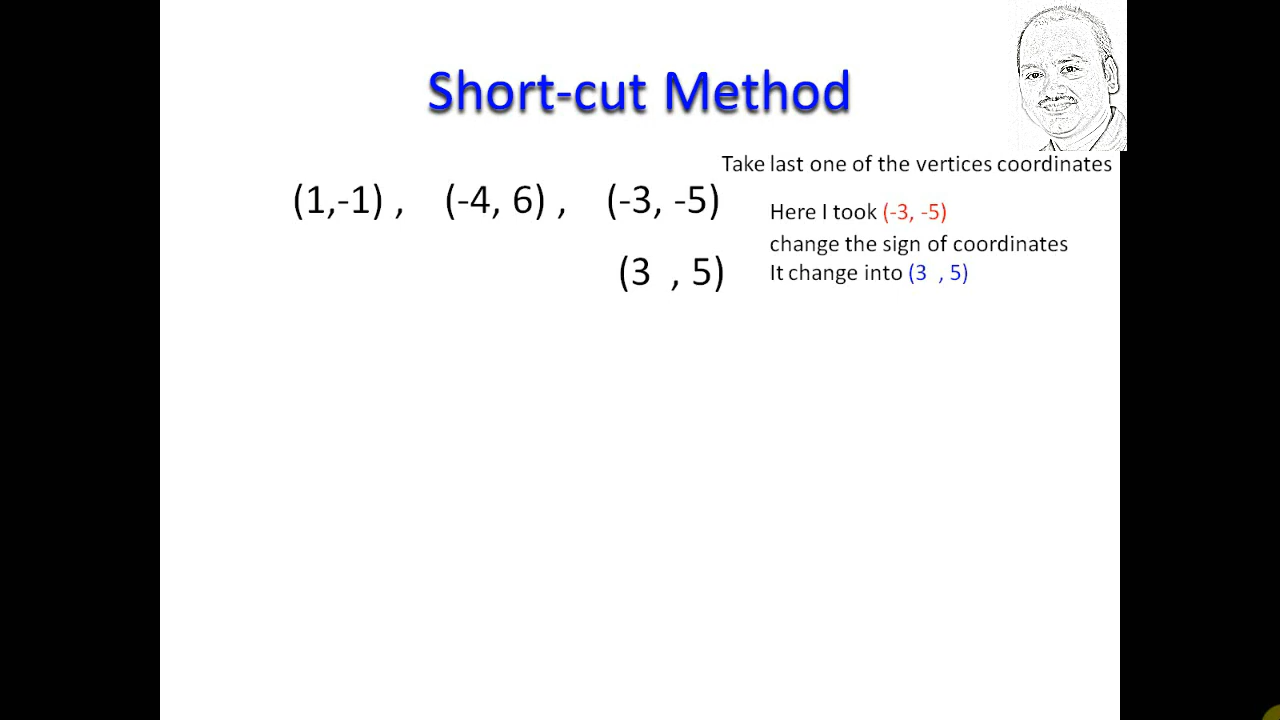 Short-cut Method
Take last one of the vertices coordinates
(1,-1) , (-4, 6) , (-3, -5)
Here I took (-3, -5)
change the sign of coordinates
(3 , 5)
It change into (3 , 5)